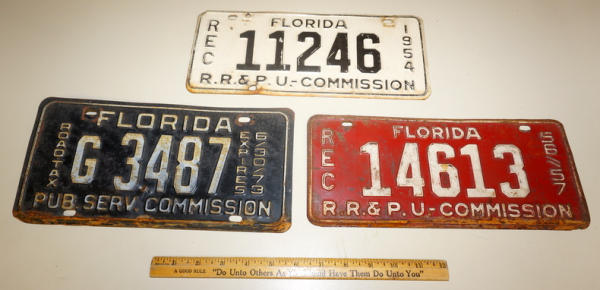 FLORIDA
REC
11246
1954
R.R.&P.U.-COMMISSION
FLORIDA
ROAD TAX
G 3487
EXPIRES
6/30/73
PUB. SERV. COMMISSION
FLORIDA
REC
14613
56//57
R.R.&P.U.-COMMISSION
A GOOD RULE "Do Unto Others As You Would Have Them Do Unto You"